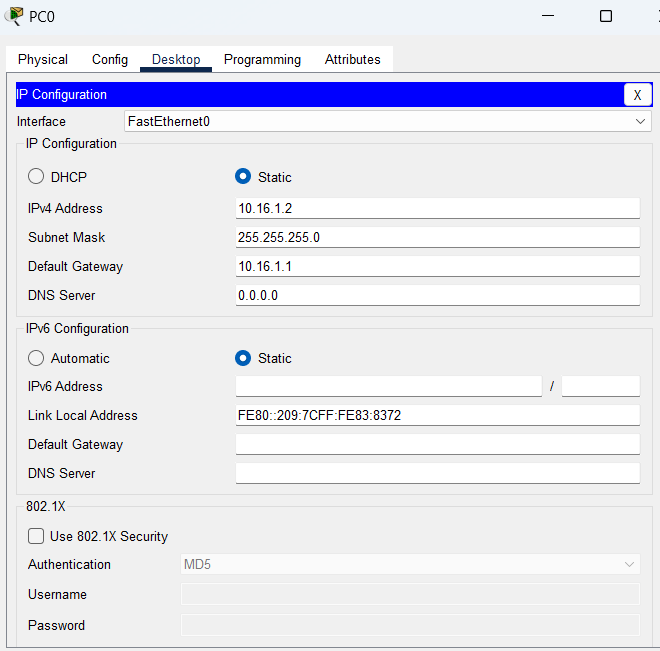 PC0
Physical Config Desktop Programming Attributes
IP Configuration X
Interface FastEthernet0
IP Configuration
DHCP Static
IPv4 Address 10.16.1.2
Subnet Mask 255.255.255.0
Default Gateway 10.16.1.1
DNS Server 0.0.0.0
IPv6 Configuration
Automatic Static
IPv6 Address /
Link Local Address FE80::209:7CFF:FE83:8372
Default Gateway
DNS Server
802.1X
Use 802.1X Security
Authentication MD5
Username
Password